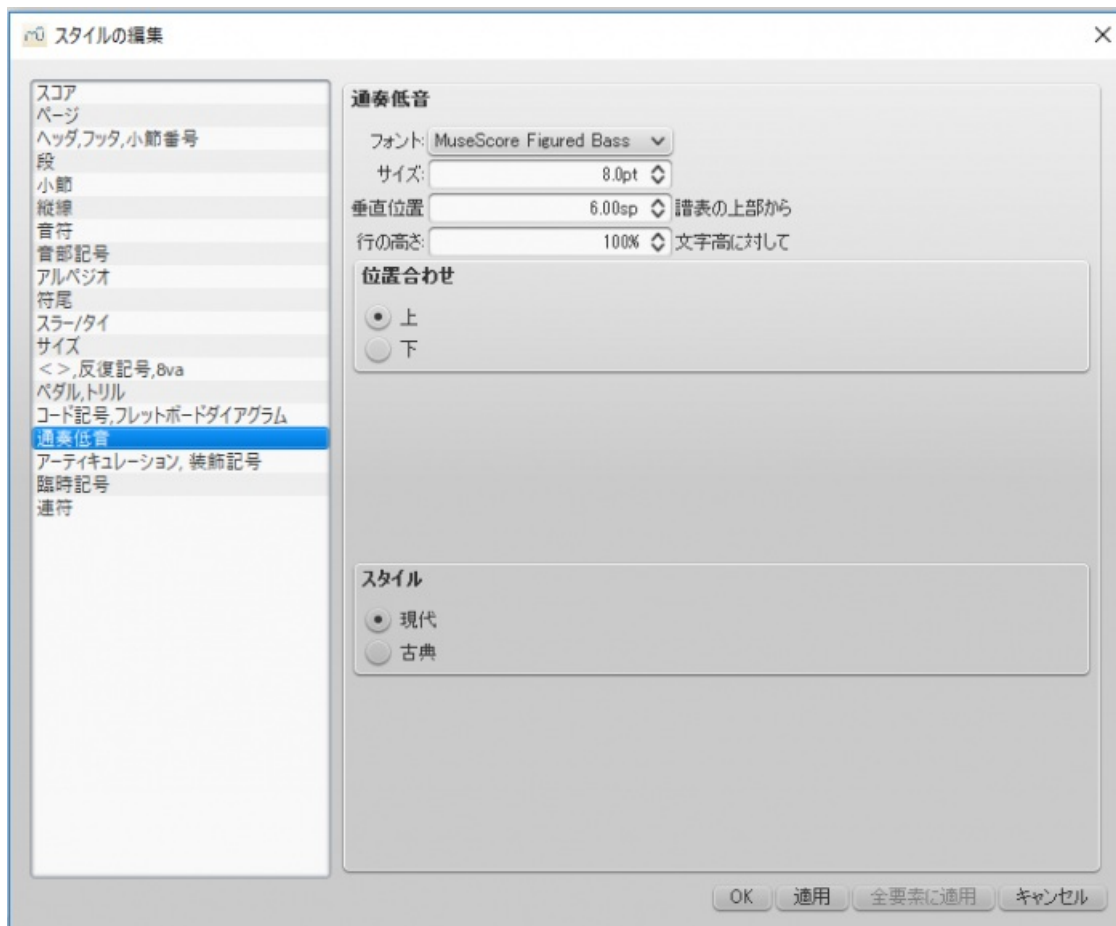 スタイルの編集
スコア
ページ
ヘッダ,フッタ,小節番号
段
小節
縦線
音符
音部記号
アルペジオ
符尾
スラー/タイ
サイズ
<>,反復記号,8va
ペダル,トリル
コード記号,フレットボードダイアグラム
通奏低音
アーティキュレーション, 装飾記号
臨時記号
連符
通奏低音
フォント: MuseScore Figured Bass
サイズ: 8.0pt
垂直位置 6.00sp 譜表の上部から
行の高さ: 100% 文字高に対して
位置合わせ
上
下
スタイル
現代
古典
OK 適用 全要素に適用 キャンセル